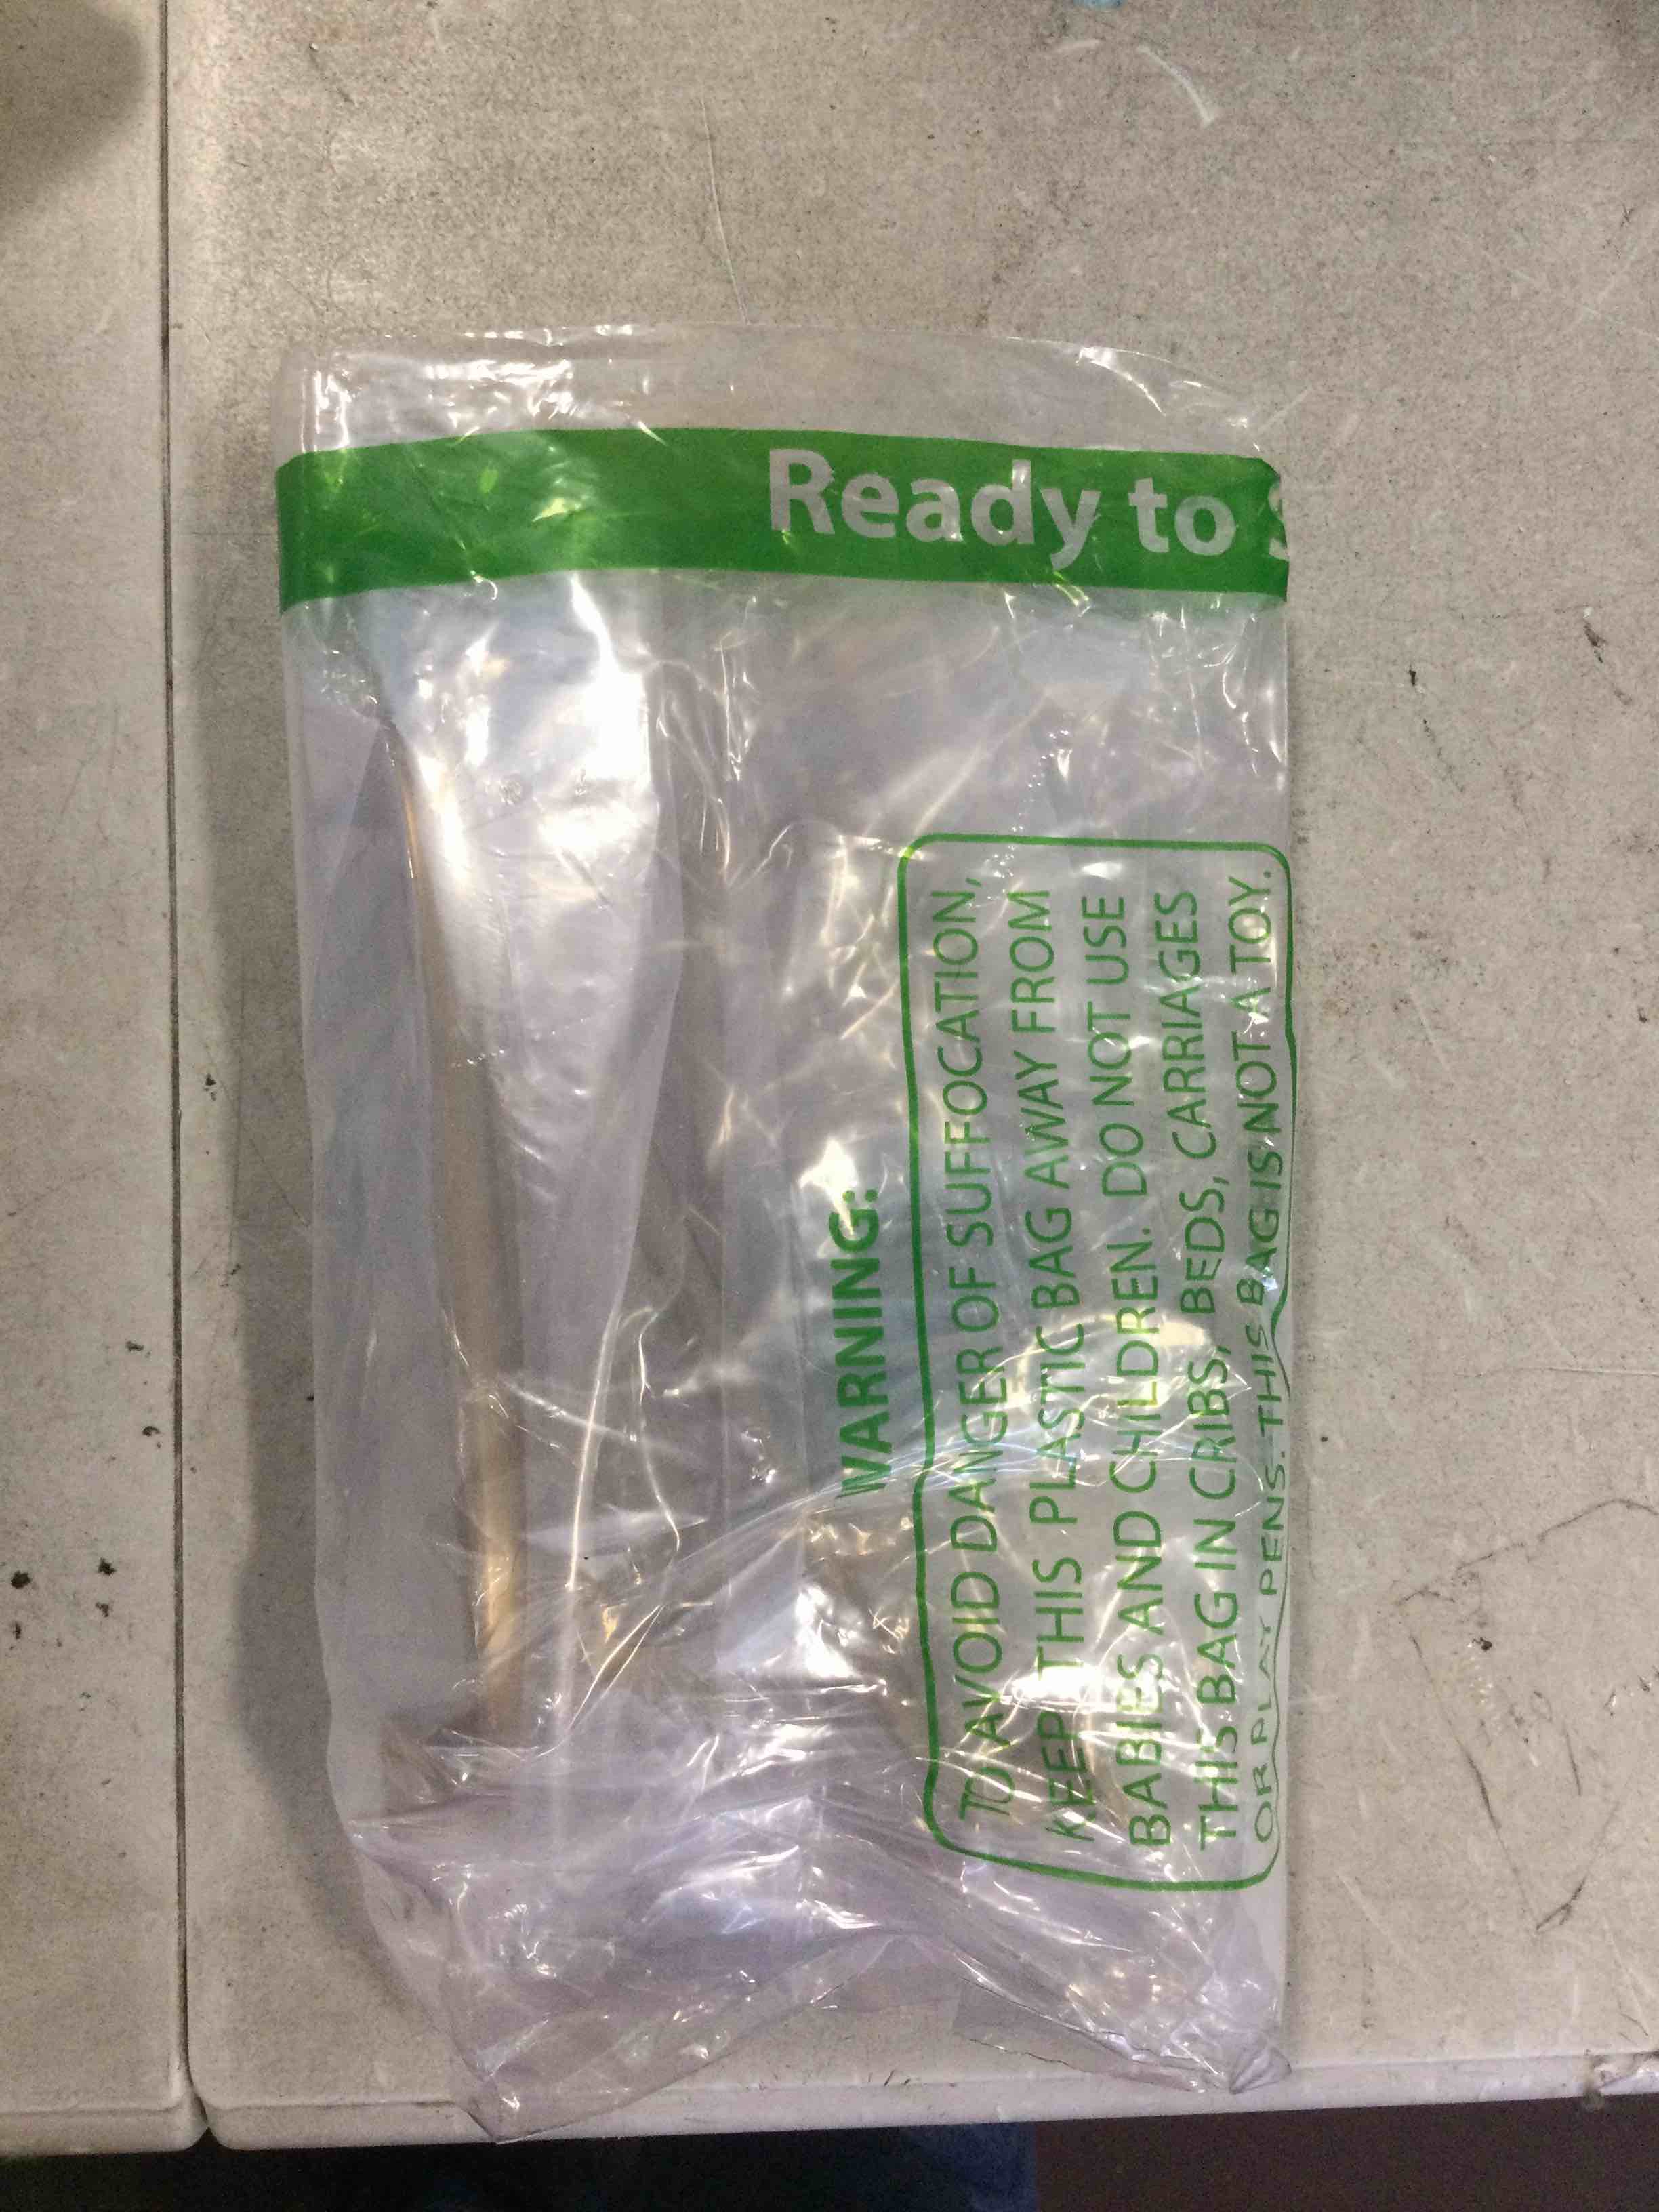 Ready to S
WARNING:
TO AVOID DANGER OF SUFFOCATION,
KEEP THIS PLASTIC BAG AWAY FROM
BABIES AND CHILDREN. DO NOT USE
THIS BAG IN CRIBS, BEDS, CARRIAGES
OR PLAY PENS. THIS BAG IS NOT A TOY.